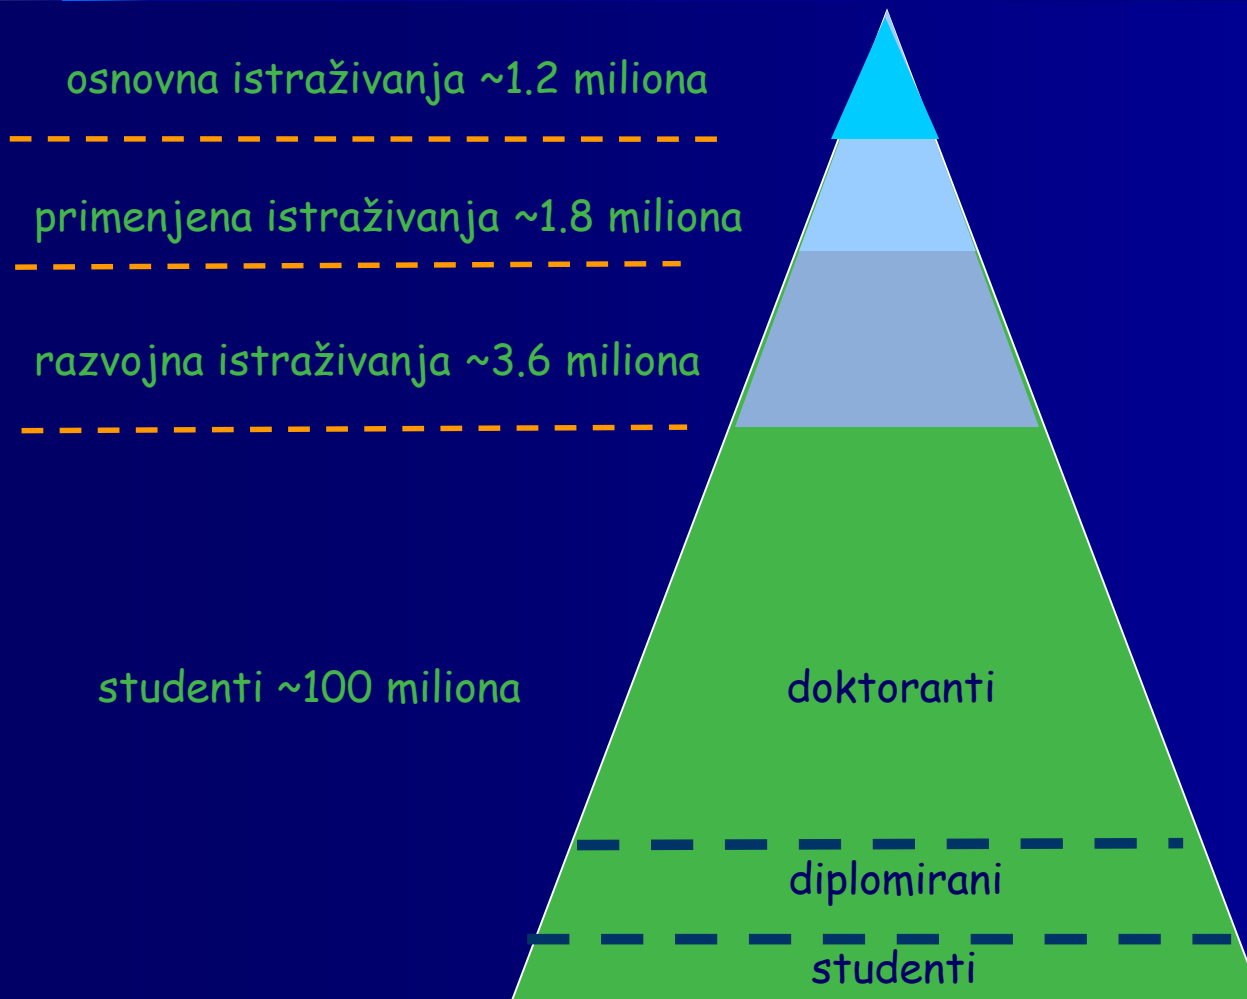 osnovna istraživanja ~1.2 miliona
primenjena istraživanja ~1.8 miliona
razvojna istraživanja ~3.6 miliona
studenti ~100 miliona
doktoranti
diplomirani
studenti